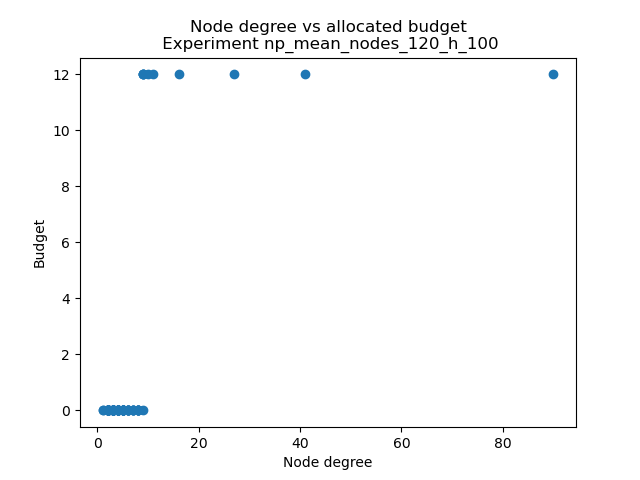 Node degree vs allocated budget
Experiment np_mean_nodes_120_h_100
12
10
8
6
4
2
0
Budget
0 20 40 60 80
Node degree